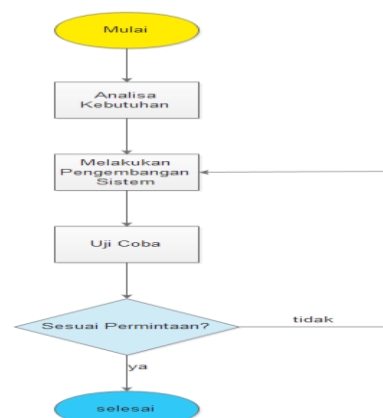 Mulai
Analisa
Kebutuhan
Melakukan
Pengembangan
Sistem
Uji Coba
Sesuai Permintaan?
tidak
ya
selesai